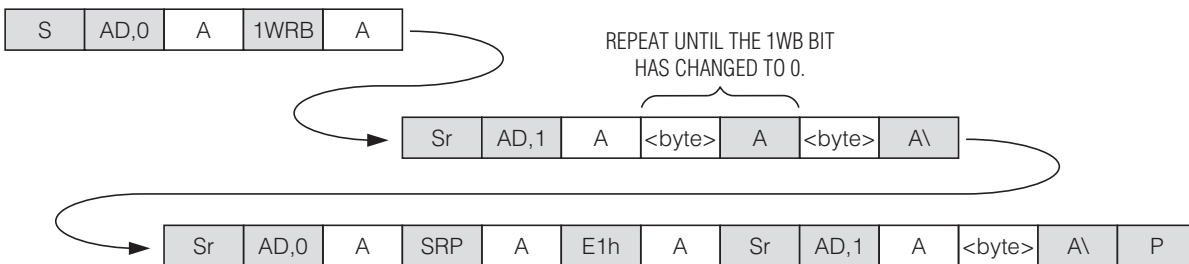 S AD,0 A 1WRB A
REPEAT UNTIL THE 1WB BIT
HAS CHANGED TO 0.
Sr AD,1 A <byte> A <byte> A\
Sr AD,0 A SRP A E1h A Sr AD,1 A <byte> A\ P